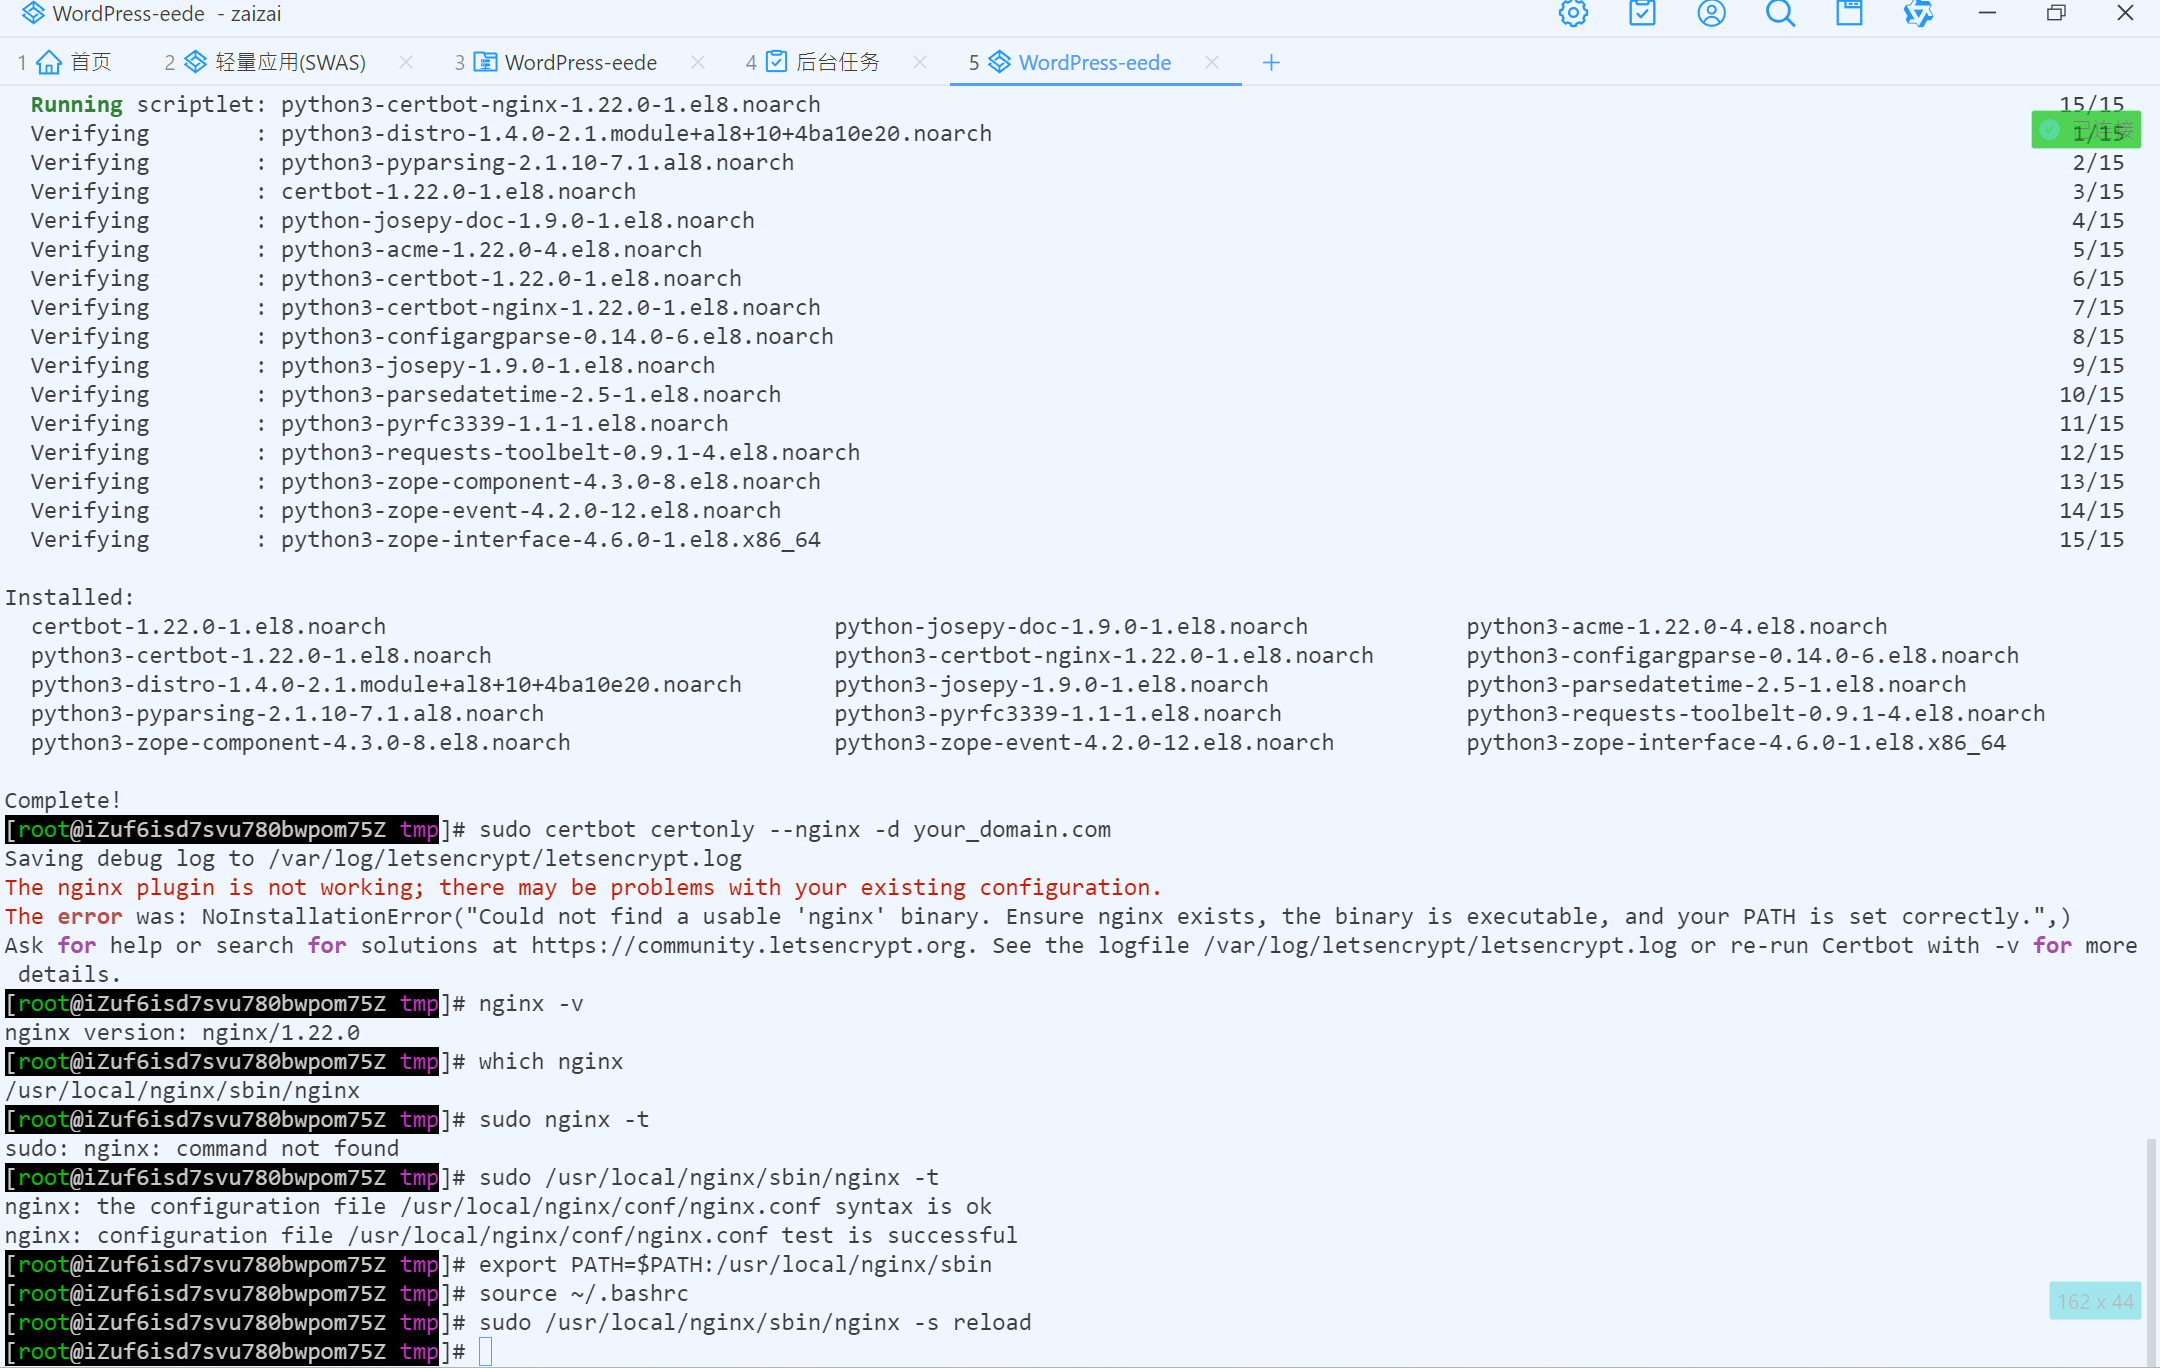 WordPress-eede - zaizai
1 首页 2 轻量应用(SWAS) 3 WordPress-eede 4 后台任务 5 WordPress-eede
Running scriptlet: python3-certbot-nginx-1.22.0-1.el8.noarch 15/15
Verifying : python3-distro-1.4.0-2.1.module+al8+10+4ba10e20.noarch 1/15
已连接
Verifying : python3-pyparsing-2.1.10-7.1.al8.noarch 2/15
Verifying : certbot-1.22.0-1.el8.noarch 3/15
Verifying : python-josepy-doc-1.9.0-1.el8.noarch 4/15
Verifying : python3-acme-1.22.0-4.el8.noarch 5/15
Verifying : python3-certbot-1.22.0-1.el8.noarch 6/15
Verifying : python3-certbot-nginx-1.22.0-1.el8.noarch 7/15
Verifying : python3-configargparse-0.14.0-6.el8.noarch 8/15
Verifying : python3-josepy-1.9.0-1.el8.noarch 9/15
Verifying : python3-parsedatetime-2.5-1.el8.noarch 10/15
Verifying : python3-pyrfc3339-1.1-1.el8.noarch 11/15
Verifying : python3-requests-toolbelt-0.9.1-4.el8.noarch 12/15
Verifying : python3-zope-component-4.3.0-8.el8.noarch 13/15
Verifying : python3-zope-event-4.2.0-12.el8.noarch 14/15
Verifying : python3-zope-interface-4.6.0-1.el8.x86_64 15/15
Installed:
certbot-1.22.0-1.el8.noarch python-josepy-doc-1.9.0-1.el8.noarch python3-acme-1.22.0-4.el8.noarch
python3-certbot-1.22.0-1.el8.noarch python3-certbot-nginx-1.22.0-1.el8.noarch python3-configargparse-0.14.0-6.el8.noarch
python3-distro-1.4.0-2.1.module+al8+10+4ba10e20.noarch python3-josepy-1.9.0-1.el8.noarch python3-parsedatetime-2.5-1.el8.noarch
python3-pyparsing-2.1.10-7.1.al8.noarch python3-pyrfc3339-1.1-1.el8.noarch python3-requests-toolbelt-0.9.1-4.el8.noarch
python3-zope-component-4.3.0-8.el8.noarch python3-zope-event-4.2.0-12.el8.noarch python3-zope-interface-4.6.0-1.el8.x86_64
Complete!
[root@iZuf6isd7svu780bwpom75Z tmp]# sudo certbot certonly --nginx -d your_domain.com
Saving debug log to /var/log/letsencrypt/letsencrypt.log
The nginx plugin is not working; there may be problems with your existing configuration.
The error was: NoInstallationError("Could not find a usable 'nginx' binary. Ensure nginx exists, the binary is executable, and your PATH is set correctly.",)
Ask for help or search for solutions at https://community.letsencrypt.org. See the logfile /var/log/letsencrypt/letsencrypt.log or re-run Certbot with -v for more
details.
[root@iZuf6isd7svu780bwpom75Z tmp]# nginx -v
nginx version: nginx/1.22.0
[root@iZuf6isd7svu780bwpom75Z tmp]# which nginx
/usr/local/nginx/sbin/nginx
[root@iZuf6isd7svu780bwpom75Z tmp]# sudo nginx -t
sudo: nginx: command not found
[root@iZuf6isd7svu780bwpom75Z tmp]# sudo /usr/local/nginx/sbin/nginx -t
nginx: the configuration file /usr/local/nginx/conf/nginx.conf syntax is ok
nginx: configuration file /usr/local/nginx/conf/nginx.conf test is successful
[root@iZuf6isd7svu780bwpom75Z tmp]# export PATH=$PATH:/usr/local/nginx/sbin
[root@iZuf6isd7svu780bwpom75Z tmp]# source ~/.bashrc
162 x 44
[root@iZuf6isd7svu780bwpom75Z tmp]# sudo /usr/local/nginx/sbin/nginx -s reload
[root@iZuf6isd7svu780bwpom75Z tmp]#